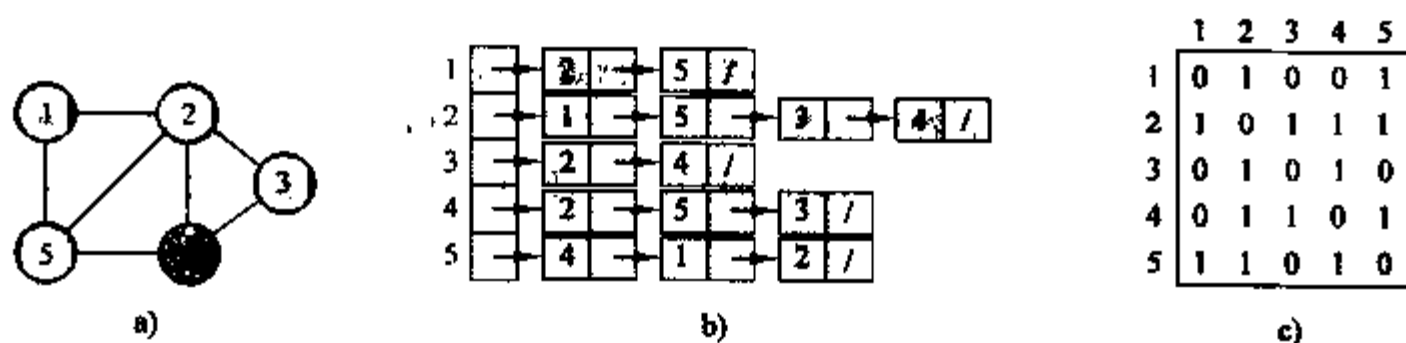 1 2 3 5
a)
1 2 5 /
2 1 5 3 4 /
3 2 4 /
4 2 5 3 /
5 4 1 2 /
b)
1 2 3 4 5
1 0 1 0 0 1
2 1 0 1 1 1
3 0 1 0 1 0
4 0 1 1 0 1
5 1 1 0 1 0
c)